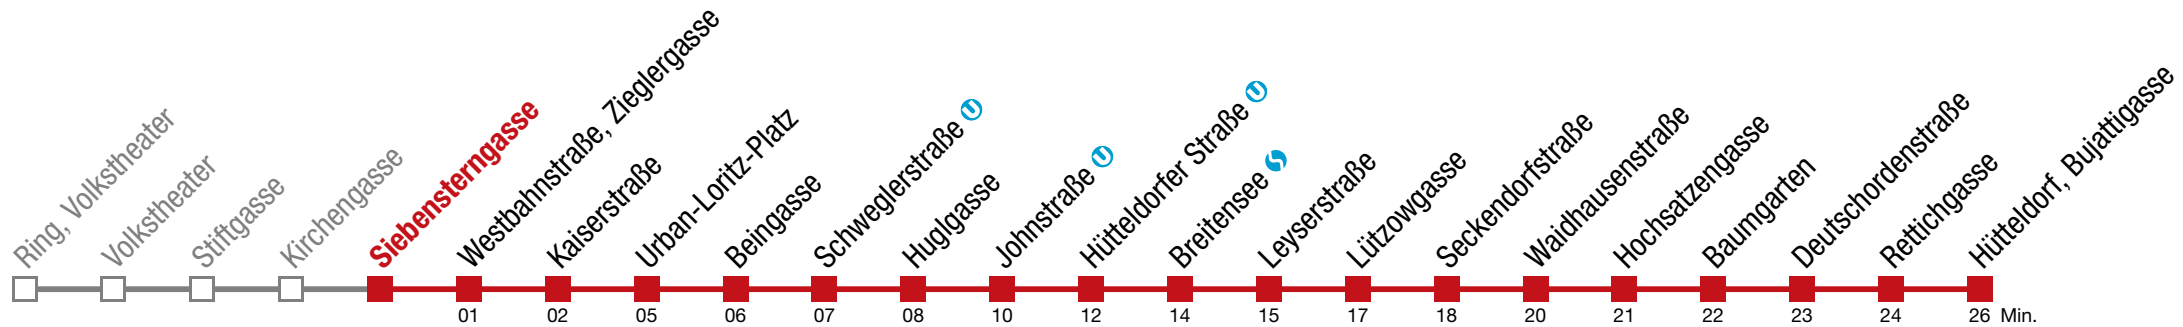 Ring, Volkstheater
Volkstheater
Stiftgasse
Kirchengasse
Siebensterngasse
Westbahnstraße, Zieglergasse
Kaiserstraße
Urban-Loritz-Platz
Beingasse
Schweglerstraße U
Huglgasse
Johnstraße U
Hütteldorfer Straße U
Breitensee S
Leyserstraße
Lützowgasse
Seckendorfstraße
Waidhausenstraße
Hochsatzengasse
Baumgarten
Deutschordenstraße
Rettichgasse
Hütteldorf, Bujattigasse
01 02 05 06 07 08 10 12 14 15 17 18 20 21 22 23 24 26 Min.